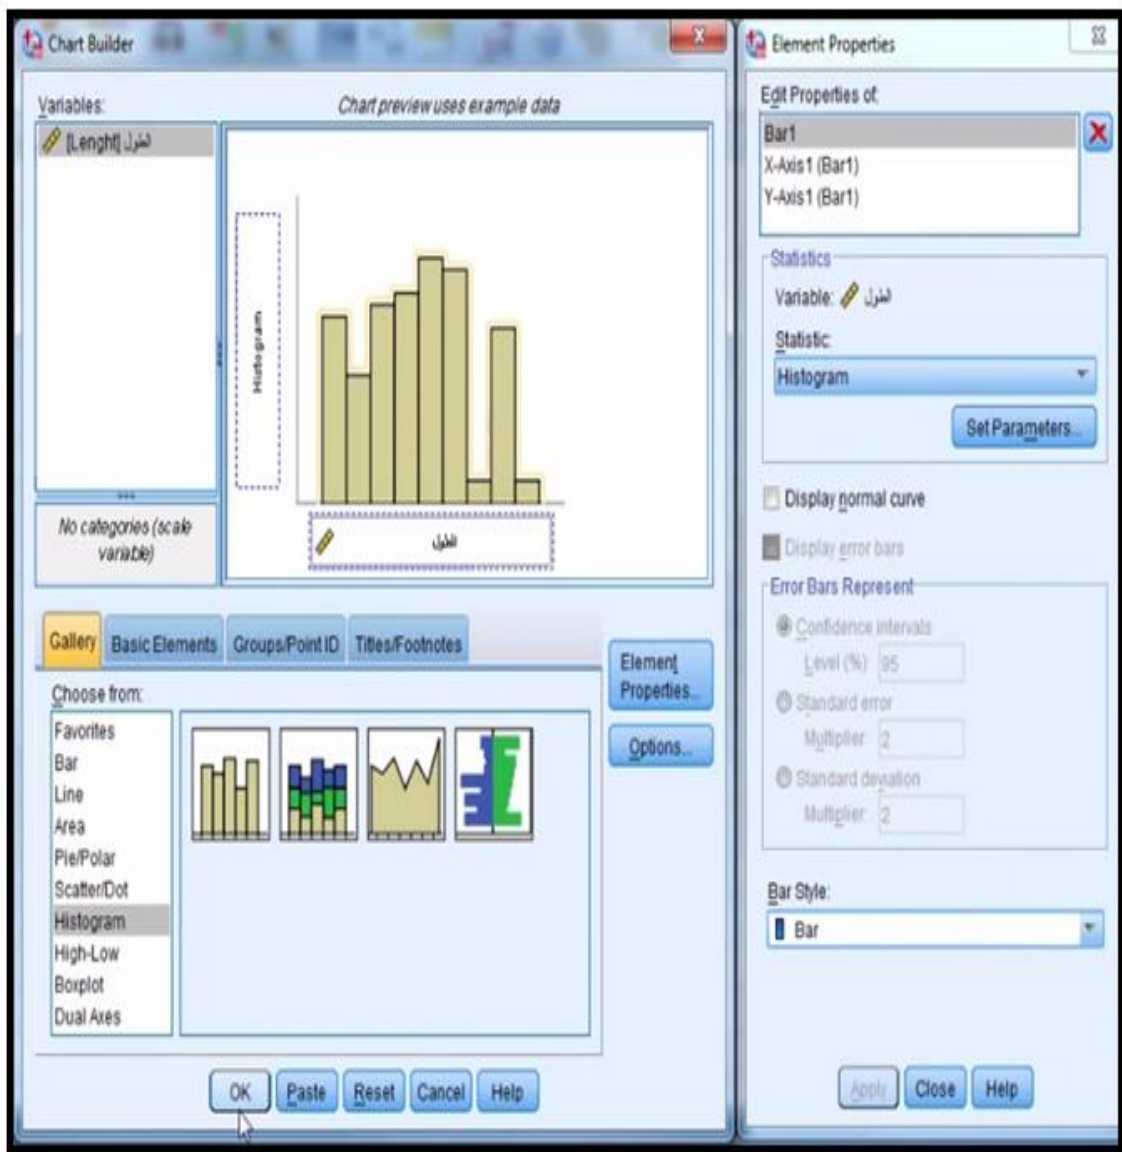 Chart Builder
Variables:
Chart preview uses example data
الطول [Lenght]
Histogram
الطول
No categories (scale
variable)
Gallery
Basic Elements
Groups/Point ID
Titles/Footnotes
Choose from:
Favorites
Bar
Line
Area
Pie/Polar
Scatter/Dot
Histogram
High-Low
Boxplot
Dual Axes
Element
Properties...
Options...
OK
Paste
Reset
Cancel
Help
Element Properties
Edit Properties of:
Bar1
X-Axis1 (Bar1)
Y-Axis1 (Bar1)
Statistics
Variable: الطول
Statistic:
Histogram
Set Parameters...
Display normal curve
Display error bars
Error Bars Represent
Confidence intervals
Level (%): 95
Standard error
Multiplier: 2
Standard deviation
Multiplier: 2
Bar Style:
Bar
Apply
Close
Help